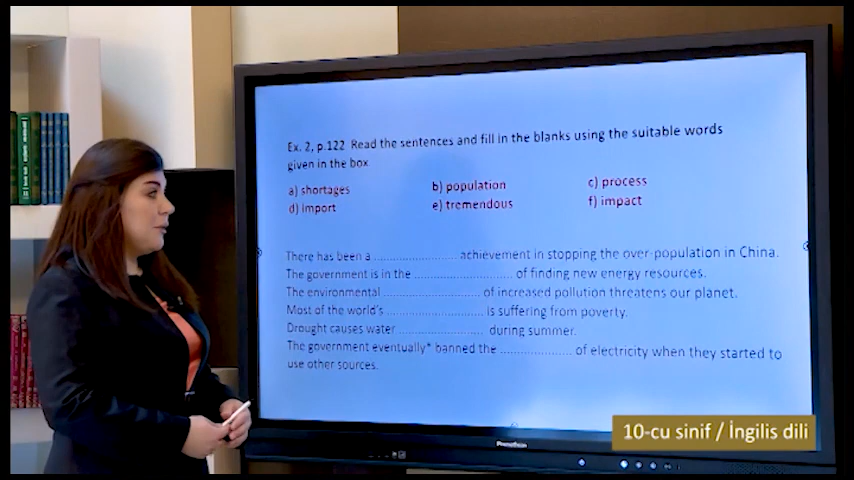 Ex. 2, p.122 Read the sentences and fill in the blanks using the suitable words
given in the box
a) shortages b) population c) process
d) import e) tremendous f) impact
There has been a ........................ achievement in stopping the over-population in China.
The government is in the ............................ of finding new energy resources.
The environmental ............................ of increased pollution threatens our planet.
Most of the world's ............................ is suffering from poverty.
Drought causes water ........................ during summer.
The government eventually* banned the ..................... of electricity when they started to
use other sources.
Promethean
10-cu sinif / İngilis dili